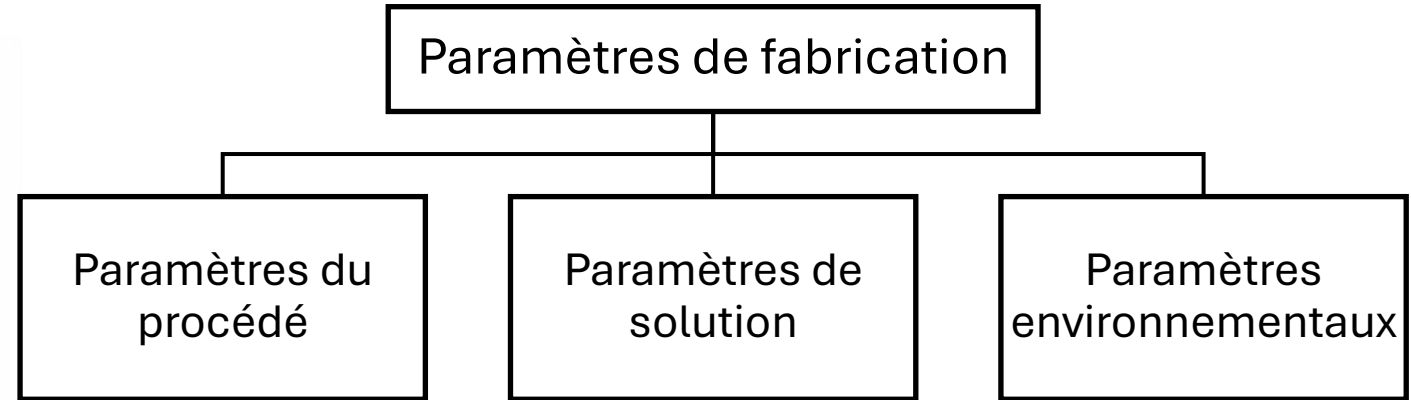 Paramètres de fabrication
Paramètres du
procédé
Paramètres de
solution
Paramètres
environnementaux